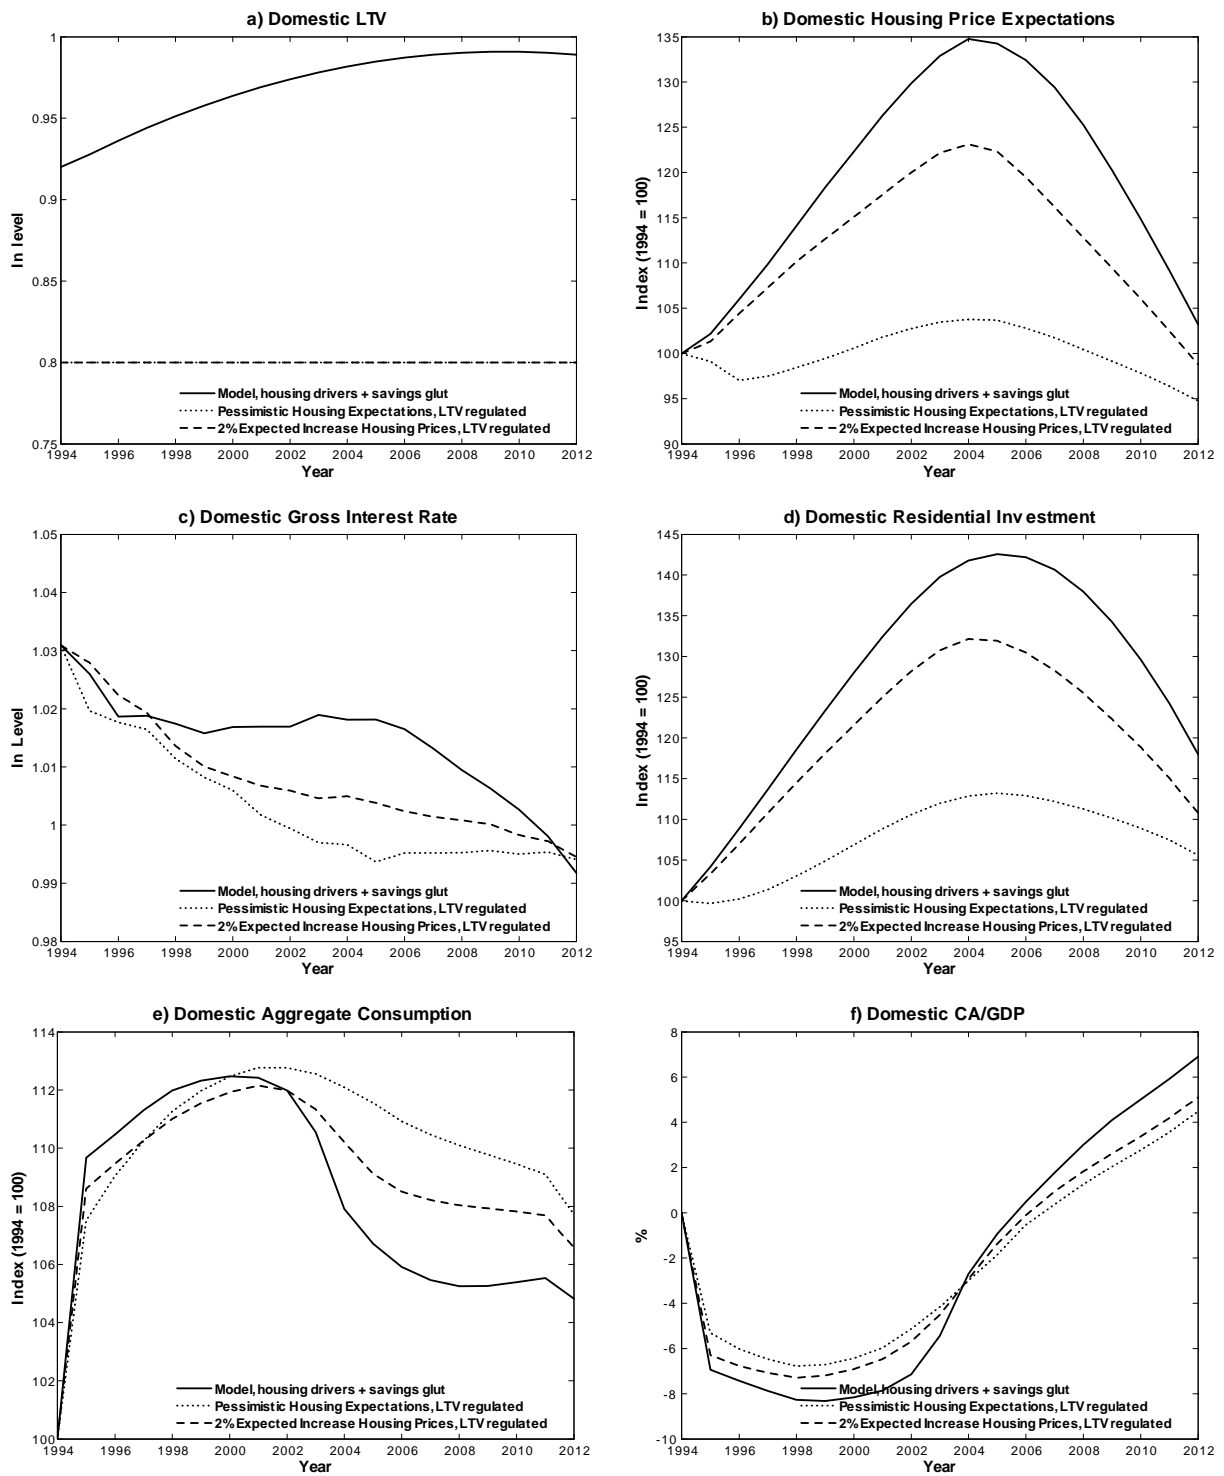 a) Domestic LTV
1
0.95
0.9
0.85
0.8
0.75
ln level
1994 1996 1998 2000 2002 2004 2006 2008 2010 2012
Year
Model, housing drivers + savings glut
Pessimistic Housing Expectations, LTV regulated
2% Expected Increase Housing Prices, LTV regulated
b) Domestic Housing Price Expectations
135
130
125
120
115
110
105
100
95
90
Index (1994 = 100)
1994 1996 1998 2000 2002 2004 2006 2008 2010 2012
Year
Model, housing drivers + savings glut
Pessimistic Housing Expectations, LTV regulated
2% Expected Increase Housing Prices, LTV regulated
c) Domestic Gross Interest Rate
1.05
1.04
1.03
1.02
1.01
1
0.99
0.98
ln Level
1994 1996 1998 2000 2002 2004 2006 2008 2010 2012
Year
Model, housing drivers + savings glut
Pessimistic Housing Expectations, LTV regulated
2% Expected Increase Housing Prices, LTV regulated
d) Domestic Residential Investment
145
140
135
130
125
120
115
110
105
100
95
Index (1994 = 100)
1994 1996 1998 2000 2002 2004 2006 2008 2010 2012
Year
Model, housing drivers + savings glut
Pessimistic Housing Expectations, LTV regulated
2% Expected Increase Housing Prices, LTV regulated
e) Domestic Aggregate Consumption
114
112
110
108
106
104
102
100
Index (1994 = 100)
1994 1996 1998 2000 2002 2004 2006 2008 2010 2012
Year
Model, housing drivers + savings glut
Pessimistic Housing Expectations, LTV regulated
2% Expected Increase Housing Prices, LTV regulated
f) Domestic CA/GDP
8
6
4
2
0
-2
-4
-6
-8
-10
%
1994 1996 1998 2000 2002 2004 2006 2008 2010 2012
Year
Model, housing drivers + savings glut
Pessimistic Housing Expectations, LTV regulated
2% Expected Increase Housing Prices, LTV regulated